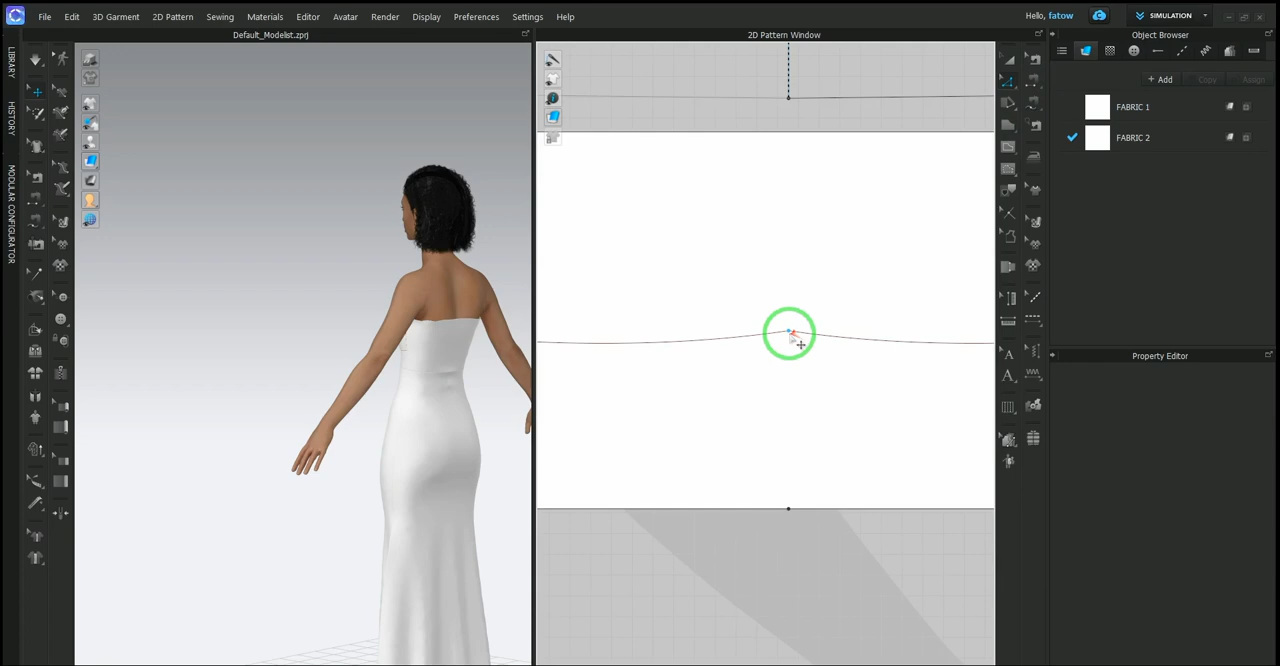 File Edit 3D Garment 2D Pattern Sewing Materials Editor Avatar Render Display Preferences Settings Help
Hello, fatow
SIMULATION
Default_Modelist.zprj
2D Pattern Window
Object Browser
LIBRARY
HISTORY
MODULAR CONFIGURATOR
+ Add Copy Assign
FABRIC 1
FABRIC 2
Property Editor